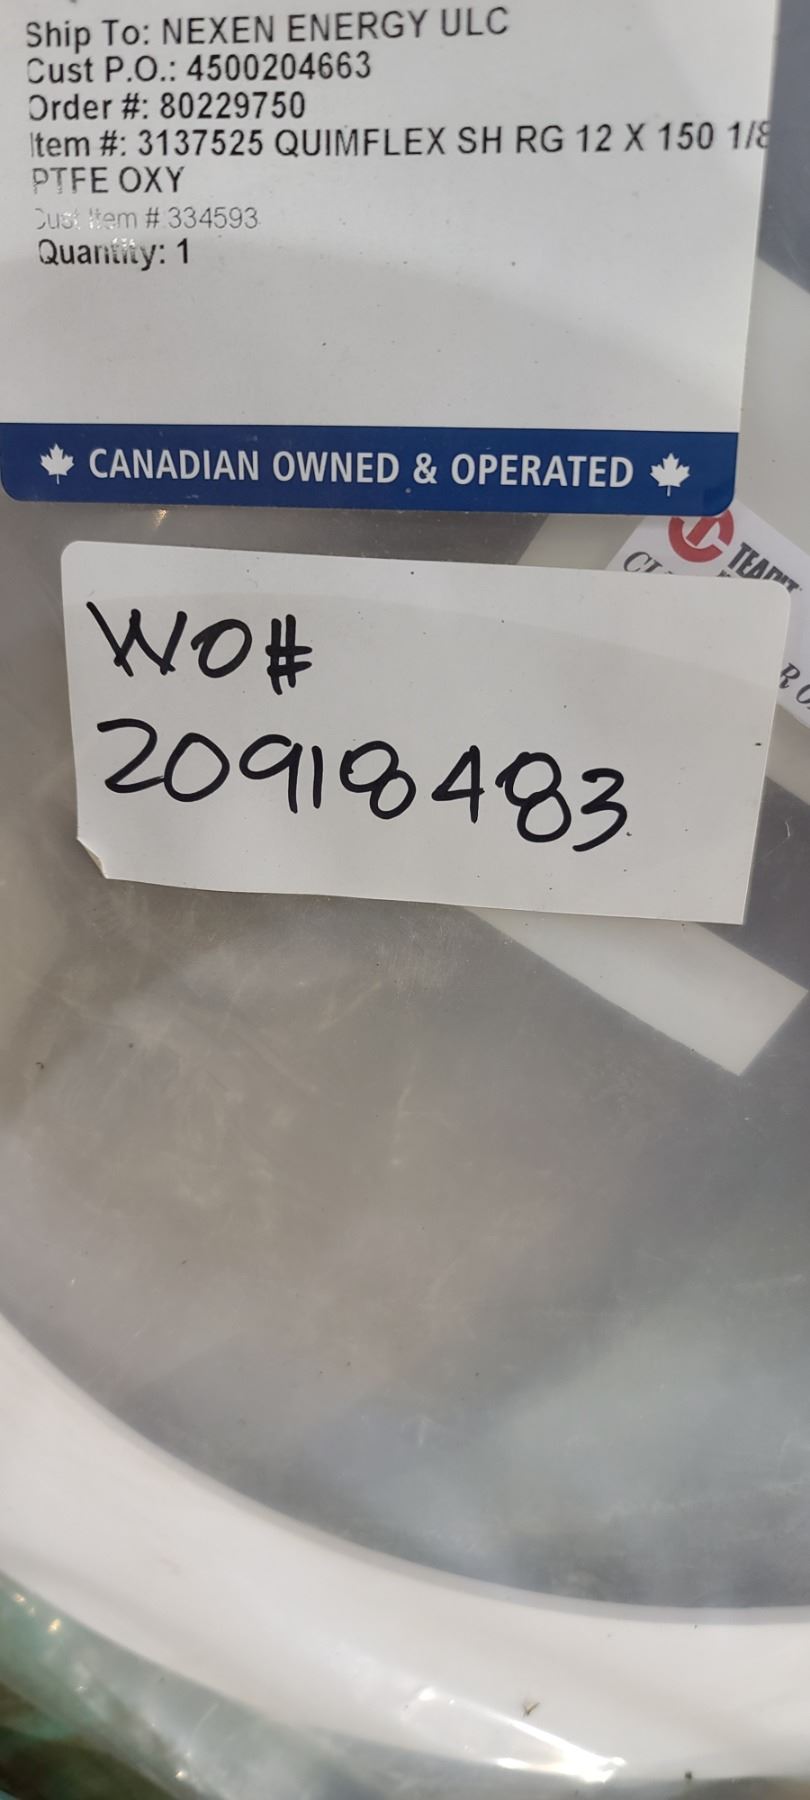 Ship To: NEXEN ENERGY ULC
Cust P.O.: 4500204663
Order #: 80229750
Item #: 3137525 QUIMFLEX SH RG 12 X 150 1/8
PTFE OXY
Cust Item # 334593
Quantity: 1
CANADIAN OWNED & OPERATED
TEADIT
WO#
20918483